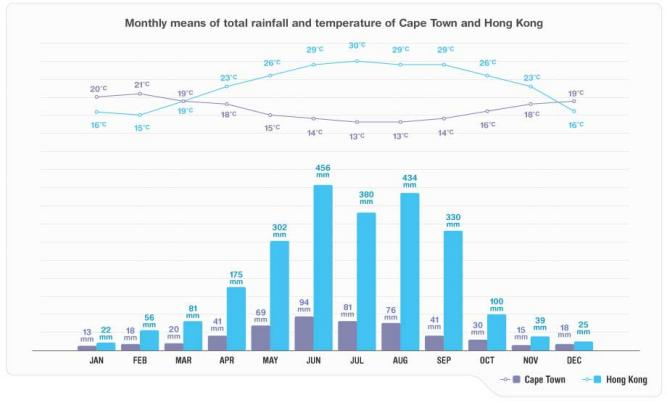 Monthly means of total rainfall and temperature of Cape Town and Hong Kong
20°C 21°C 19°C 23°C 26°C 29°C 30°C 29°C 29°C 26°C 23°C 19°C
16°C 15°C 19°C 18°C 15°C 14°C 13°C 13°C 14°C 16°C 18°C 16°C
456 mm
434 mm
380 mm
330 mm
302 mm
175 mm
94 mm
100 mm
81 mm
81 mm
76 mm
69 mm
56 mm
41 mm
41 mm
39 mm
30 mm
13 mm
22 mm
18 mm
20 mm
15 mm
18 mm
25 mm
JAN FEB MAR APR MAY JUN JUL AUG SEP OCT NOV DEC
Cape Town Hong Kong